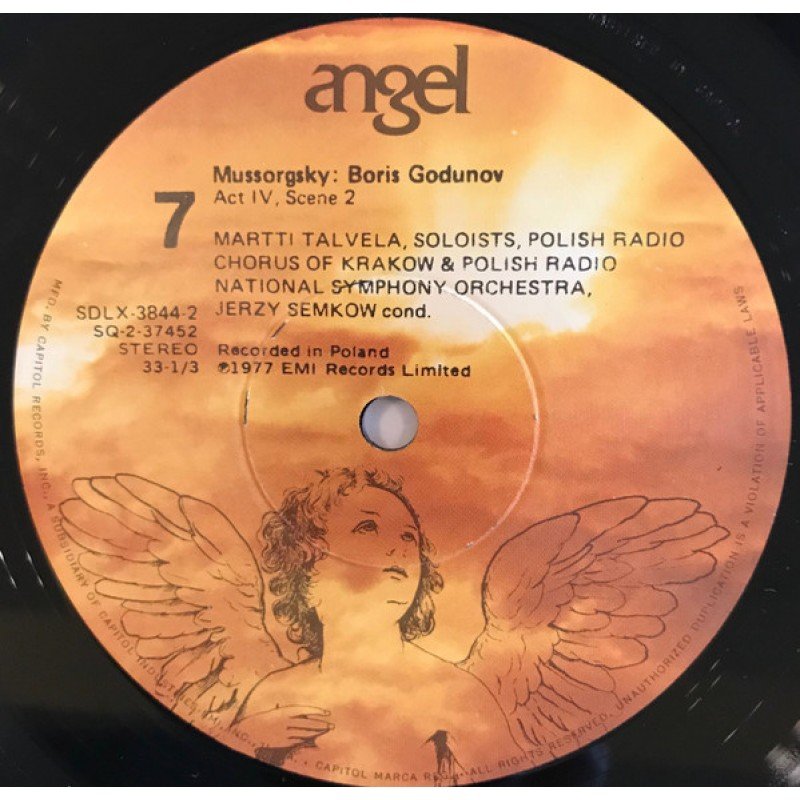 angel
Mussorgsky: Boris Godunov
Act IV, Scene 2
7
MARTTI TALVELA, SOLOISTS, POLISH RADIO
CHORUS OF KRAKOW & POLISH RADIO
NATIONAL SYMPHONY ORCHESTRA,
JERZY SEMKOW cond.
SDLX-3844-2
SQ-2-37452
STEREO
33-1/3
Recorded in Poland
℗1977 EMI Records Limited
MFD. BY CAPITOL RECORDS, INC., A SUBSIDIARY OF CAPITOL INDUSTRIES-EMI, INC., U.S.A. • CAPITOL MARCA REG. • ALL RIGHTS RESERVED. UNAUTHORIZED DUPLICATION IS A VIOLATION OF APPLICABLE LAWS